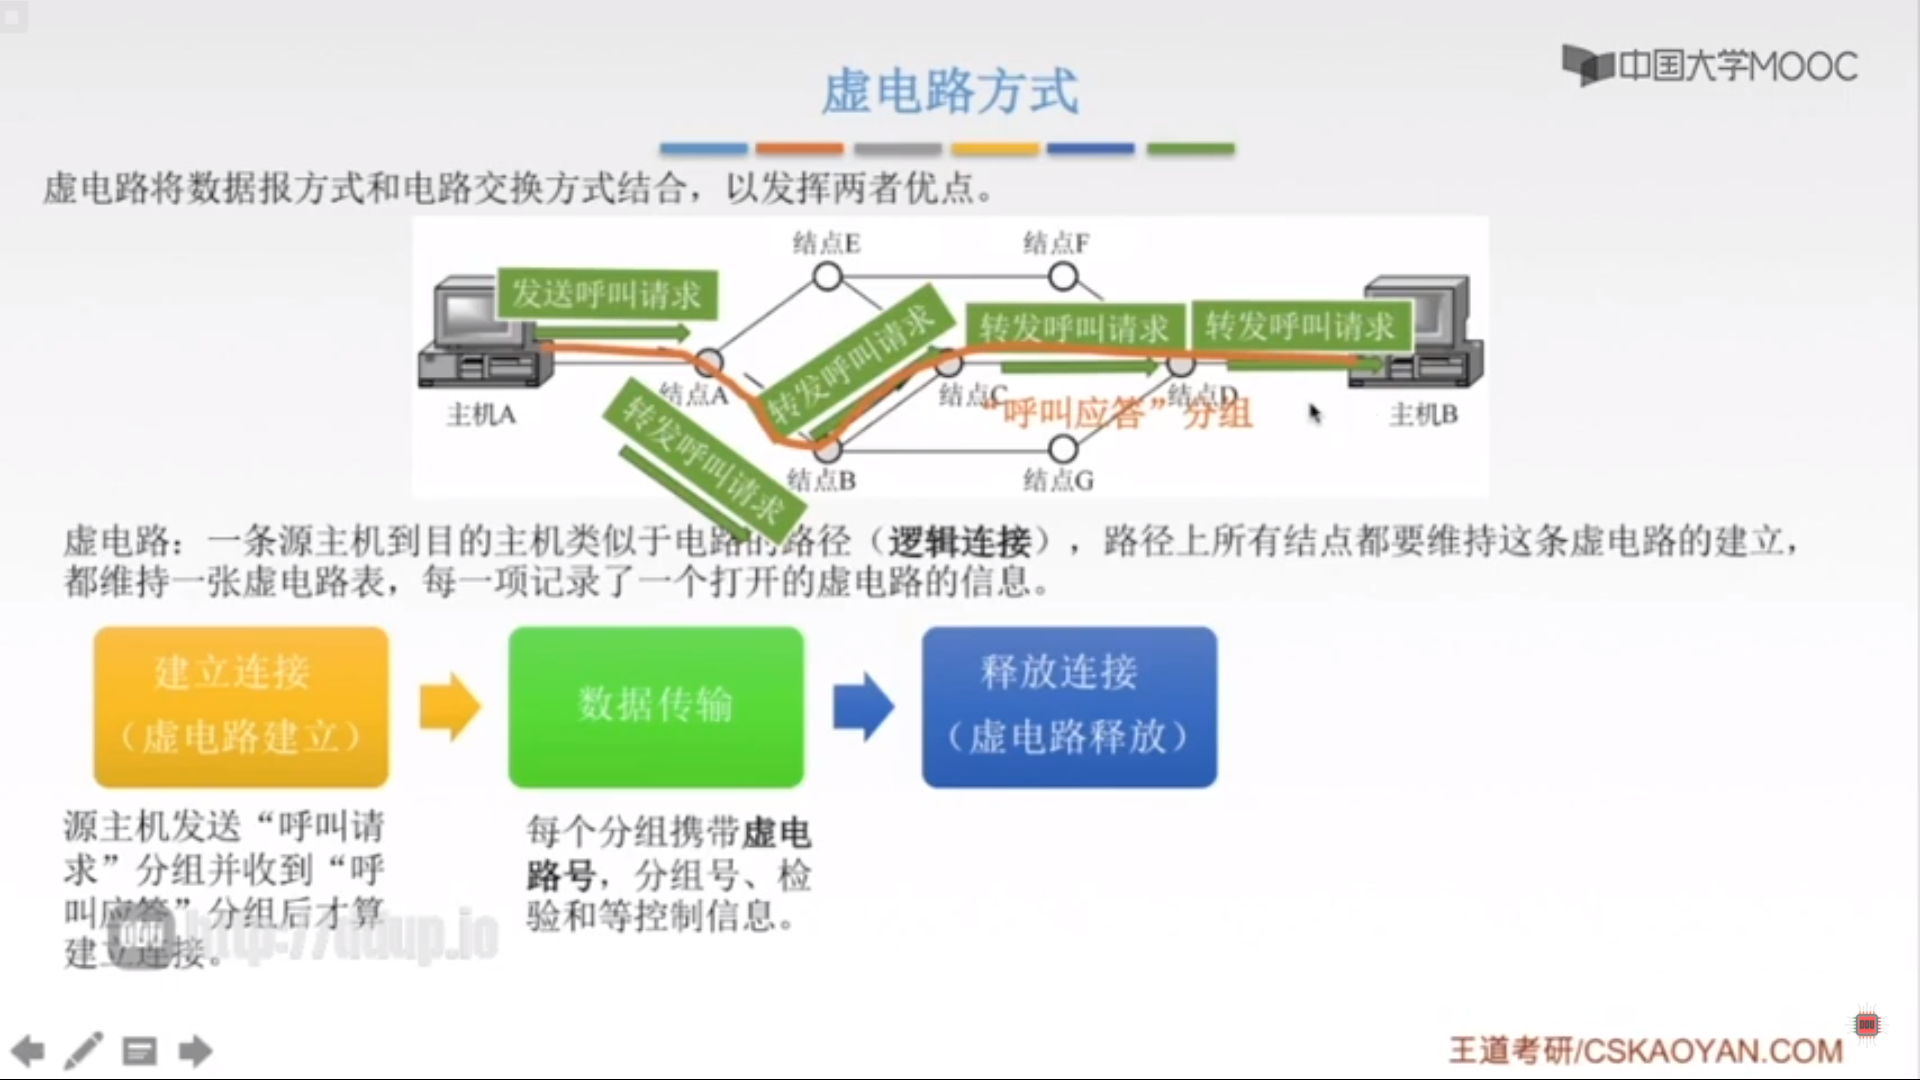 中国大学MOOC
虚电路方式
虚电路将数据报方式和电路交换方式结合，以发挥两者优点。
结点E
结点F
发送呼叫请求
转发呼叫请求
转发呼叫请求
转发呼叫请求
结点A
结点C
结点D
主机A
“呼叫应答”分组
主机B
转发呼叫请求
结点B
结点G
虚电路：一条源主机到目的主机类似于电路的路径（逻辑连接），路径上所有结点都要维持这条虚电路的建立，
都维持一张虚电路表，每一项记录了一个打开的虚电路的信息。
建立连接
（虚电路建立）
数据传输
释放连接
（虚电路释放）
源主机发送“呼叫请
求”分组并收到“呼
叫应答”分组后才算
建立连接。
每个分组携带虚电
路号，分组号、检
验和等控制信息。
http://ddup.io
王道考研/CSKAOYAN.COM